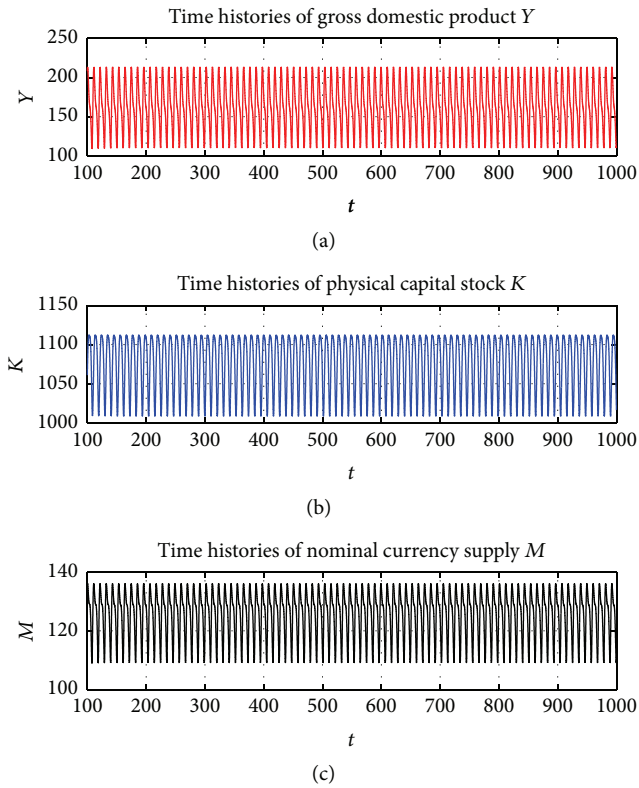 Time histories of gross domestic product Y
250
200
150
100
Y
100 200 300 400 500 600 700 800 900 1000
t
(a)
Time histories of physical capital stock K
1150
1100
1050
1000
K
100 200 300 400 500 600 700 800 900 1000
t
(b)
Time histories of nominal currency supply M
140
120
100
M
100 200 300 400 500 600 700 800 900 1000
t
(c)